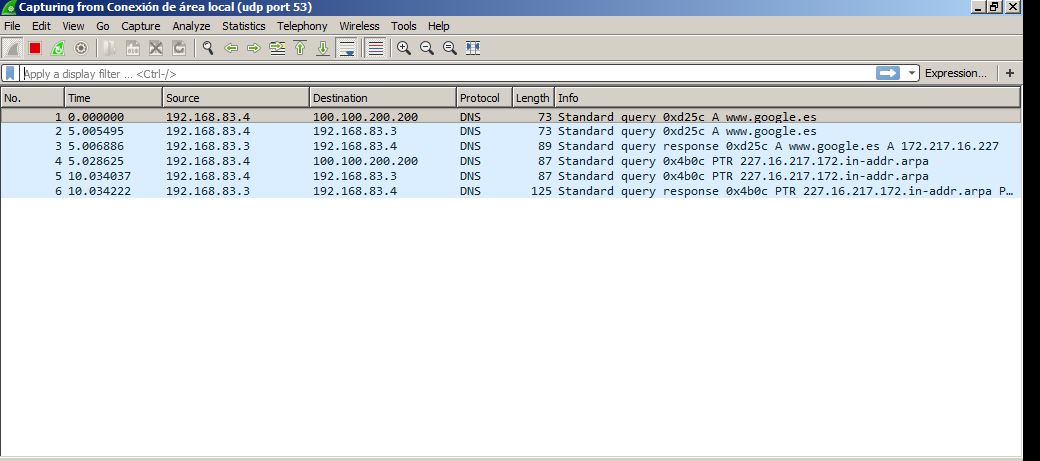 Capturing from Conexión de área local (udp port 53)
File Edit View Go Capture Analyze Statistics Telephony Wireless Tools Help
Apply a display filter ... <Ctrl-/> Expression... +
No. Time Source Destination Protocol Length Info
1 0.000000 192.168.83.4 100.100.200.200 DNS 73 Standard query 0xd25c A www.google.es
2 5.005495 192.168.83.4 192.168.83.3 DNS 73 Standard query 0xd25c A www.google.es
3 5.006886 192.168.83.3 192.168.83.4 DNS 89 Standard query response 0xd25c A www.google.es A 172.217.16.227
4 5.028625 192.168.83.4 100.100.200.200 DNS 87 Standard query 0x4b0c PTR 227.16.217.172.in-addr.arpa
5 10.034037 192.168.83.4 192.168.83.3 DNS 87 Standard query 0x4b0c PTR 227.16.217.172.in-addr.arpa
6 10.034222 192.168.83.3 192.168.83.4 DNS 125 Standard query response 0x4b0c PTR 227.16.217.172.in-addr.arpa P…